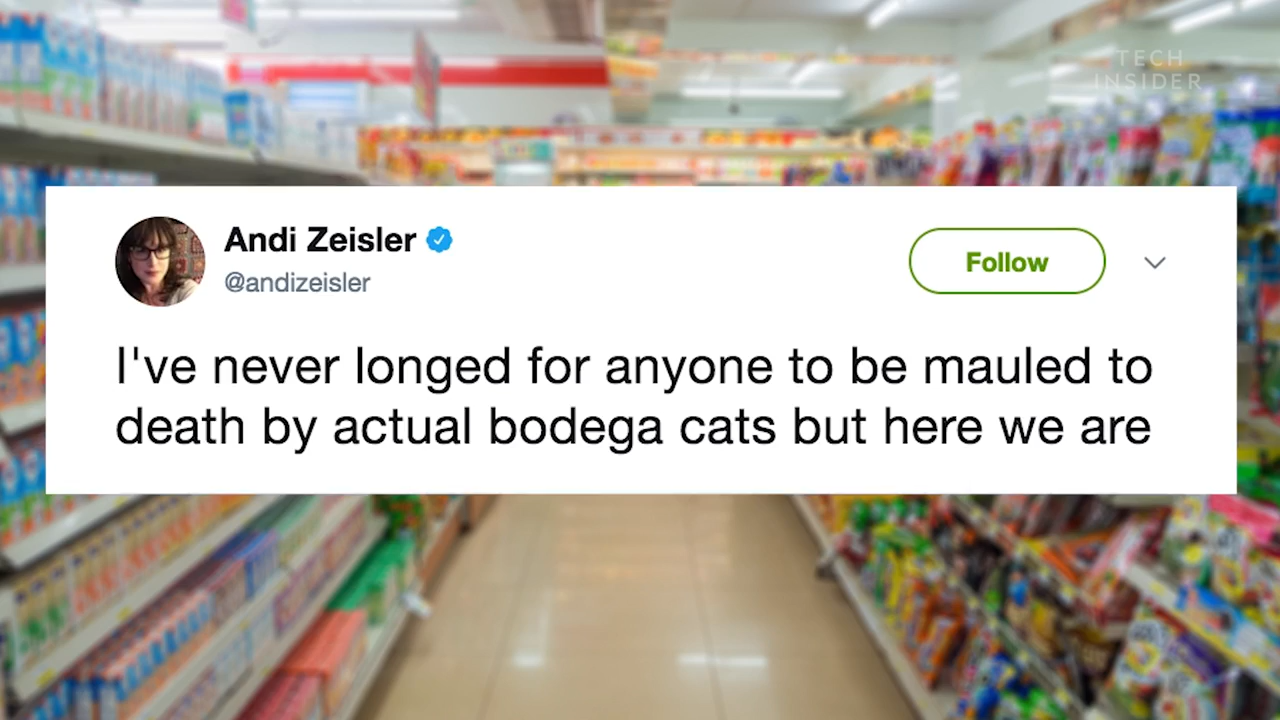 TECH
INSIDER
Andi Zeisler
@andizeisler
Follow
I've never longed for anyone to be mauled to
death by actual bodega cats but here we are